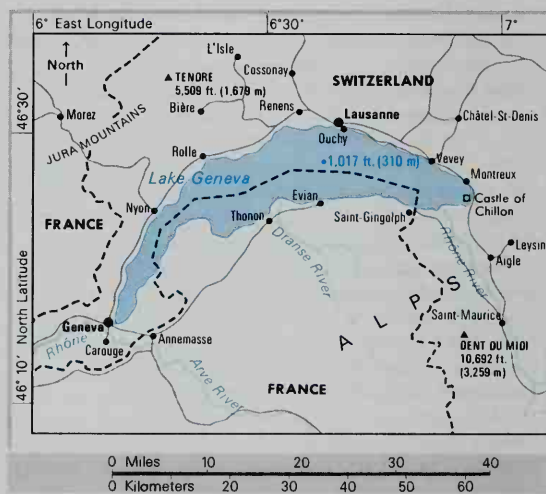 6° East Longitude
6°30'
7°
North
46°30'
46°10'
North Latitude
L'Isle
Cossonay
TENDRE
5,509 ft. (1,679 m)
SWITZERLAND
Morez
Bière
Renens
Lausanne
Châtel-St-Denis
JURA MOUNTAINS
Ouchy
Rolle
1,017 ft. (310 m)
Vevey
Lake Geneva
Montreux
Castle of
Chillon
Nyon
Evian
FRANCE
Thonon
Saint-Gingolph
Leysin
Dranse River
Rhône River
Aigle
ALPS
Geneva
Saint-Maurice
Rhône
Carouge
Annemasse
DENT DU MIDI
10,692 ft.
(3,259 m)
Arve River
FRANCE
0 Miles 10 20 30 40
0 Kilometers 20 30 40 50 60